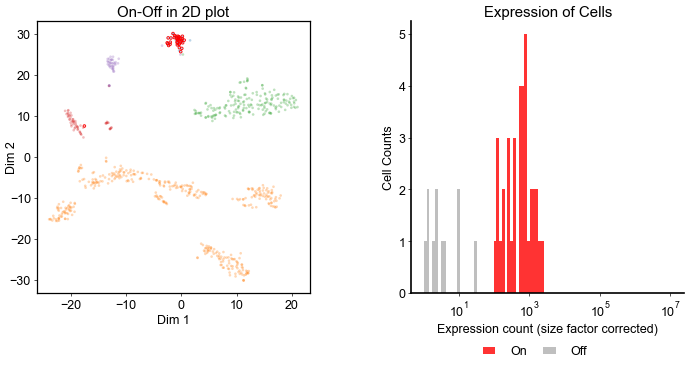 On-Off in 2D plot
Expression of Cells
30
20
10
0
−10
−20
−30
Dim 2
−20 −10 0 10 20
Dim 1
5
4
3
2
1
0
Cell Counts
10^1 10^3 10^5 10^7
Expression count (size factor corrected)
On Off